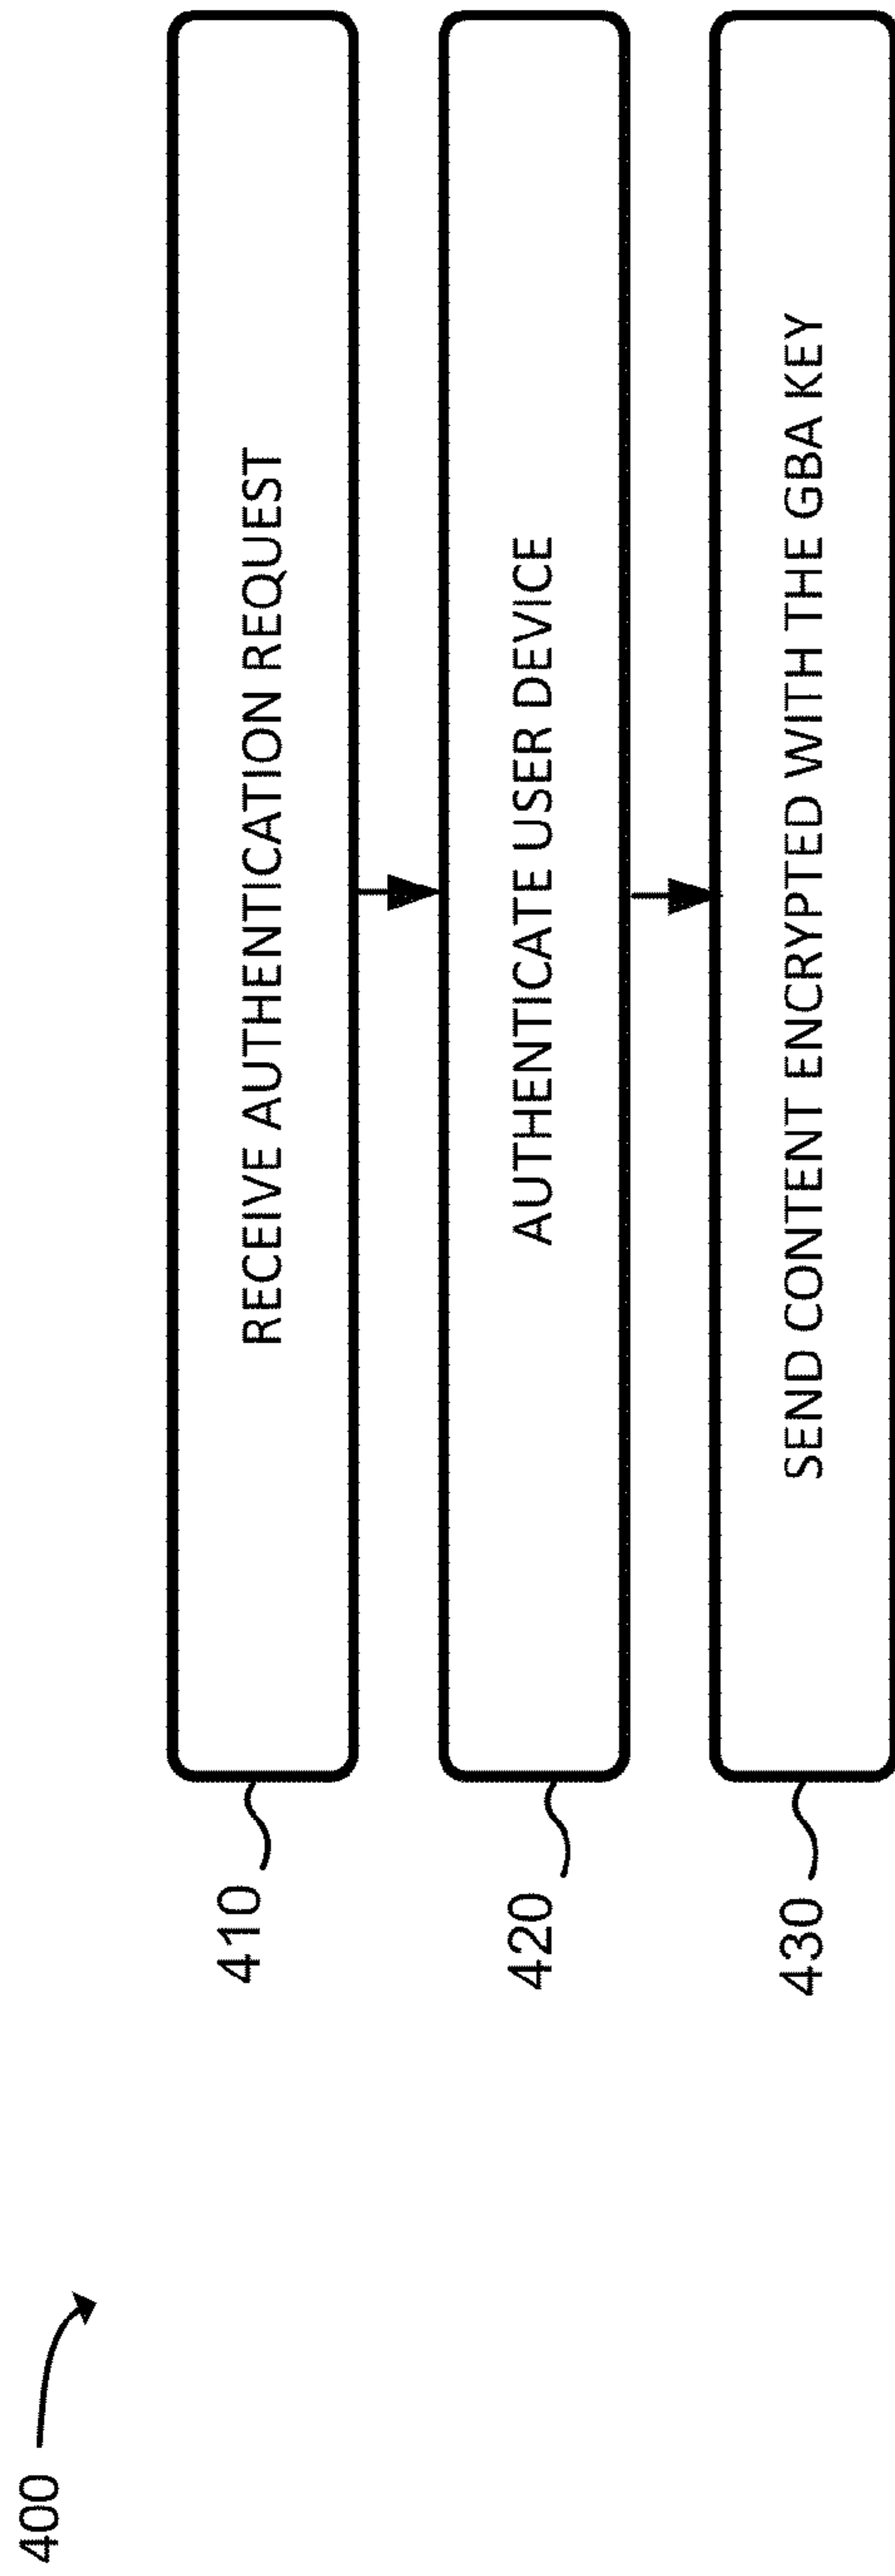 400
410
RECEIVE AUTHENTICATION REQUEST
420
AUTHENTICATE USER DEVICE
430
SEND CONTENT ENCRYPTED WITH THE GBA KEY